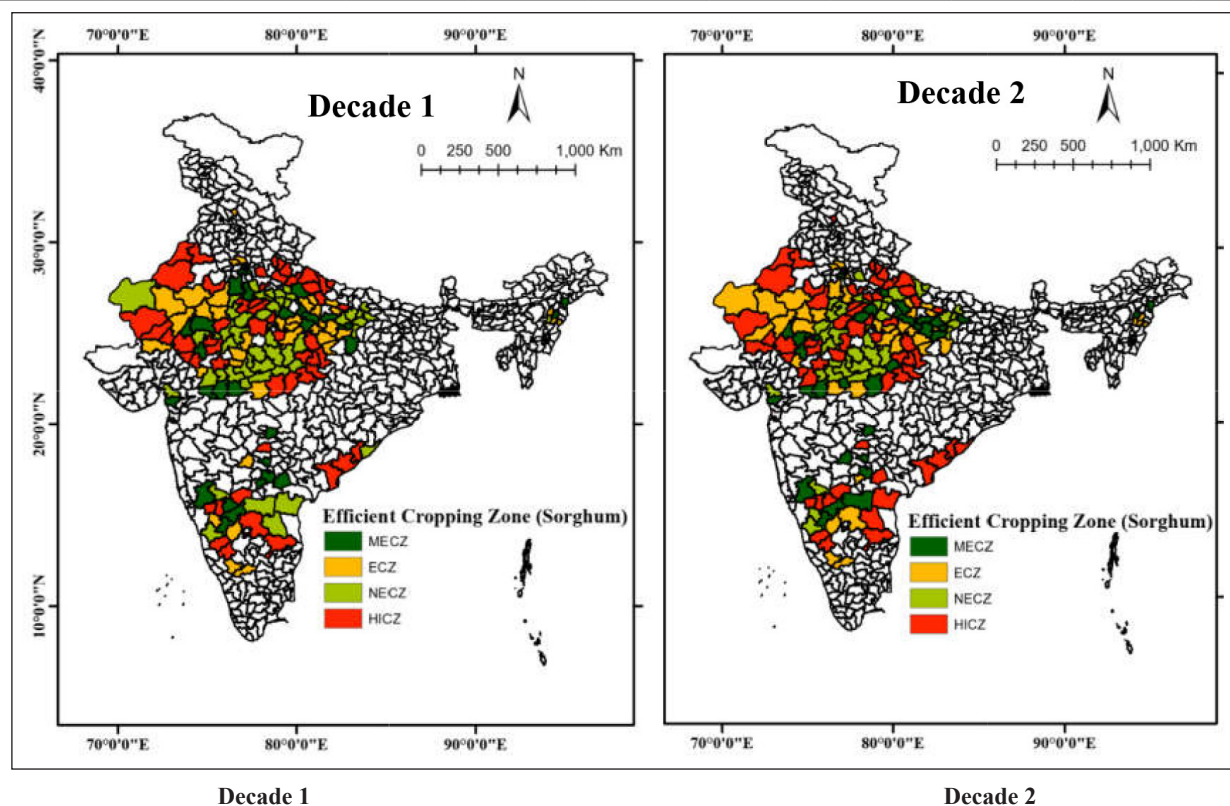 70°0'0"E 80°0'0"E 90°0'0"E
70°0'0"E 80°0'0"E 90°0'0"E
40°0'0"N
30°0'0"N
20°0'0"N
10°0'0"N
Decade 1
N
0 250 500 1,000 Km
Efficient Cropping Zone (Sorghum)
MECZ
ECZ
NECZ
HICZ
Decade 2
N
0 250 500 1,000 Km
Efficient Cropping Zone (Sorghum)
MECZ
ECZ
NECZ
HICZ
70°0'0"E 80°0'0"E 90°0'0"E
70°0'0"E 80°0'0"E 90°0'0"E
Decade 1
Decade 2